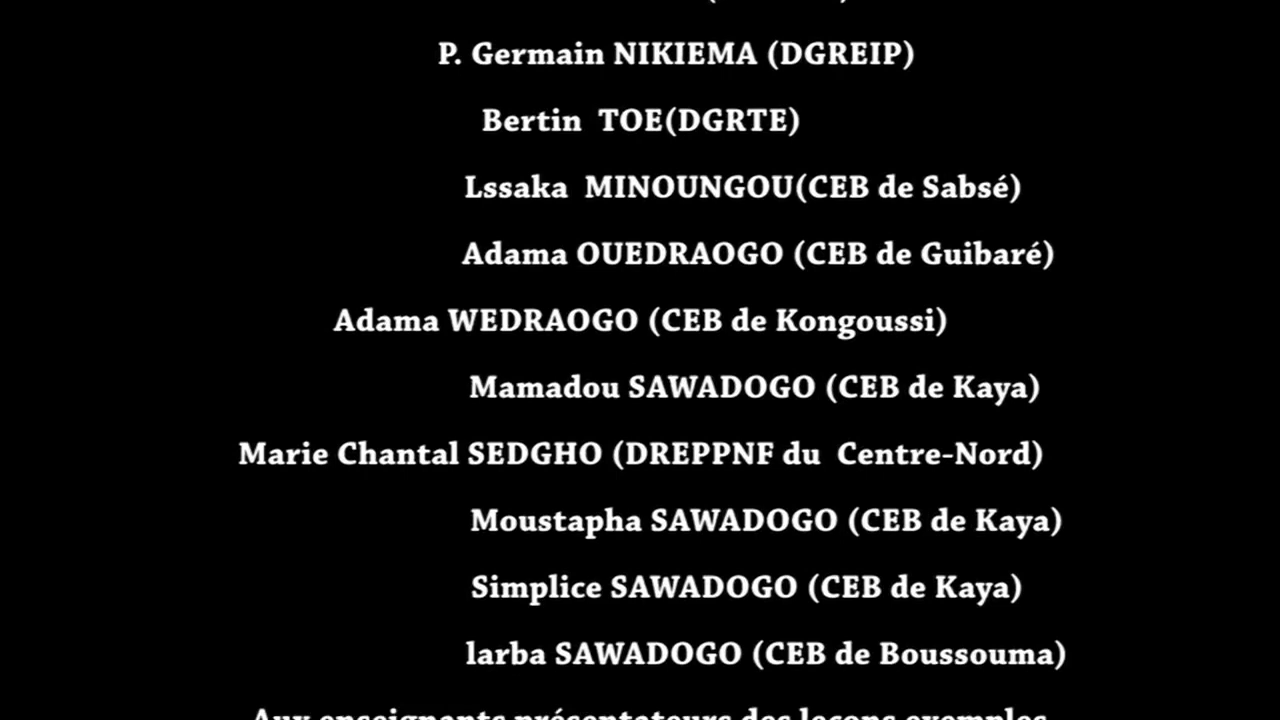 P. Germain NIKIEMA (DGREIP)
Bertin TOE(DGRTE)
Lssaka MINOUNGOU(CEB de Sabsé)
Adama OUEDRAOGO (CEB de Guibaré)
Adama WEDRAOGO (CEB de Kongoussi)
Mamadou SAWADOGO (CEB de Kaya)
Marie Chantal SEDGHO (DREPPNF du Centre-Nord)
Moustapha SAWADOGO (CEB de Kaya)
Simplice SAWADOGO (CEB de Kaya)
larba SAWADOGO (CEB de Boussouma)
Aux enseignants présentateurs des leçons exemples